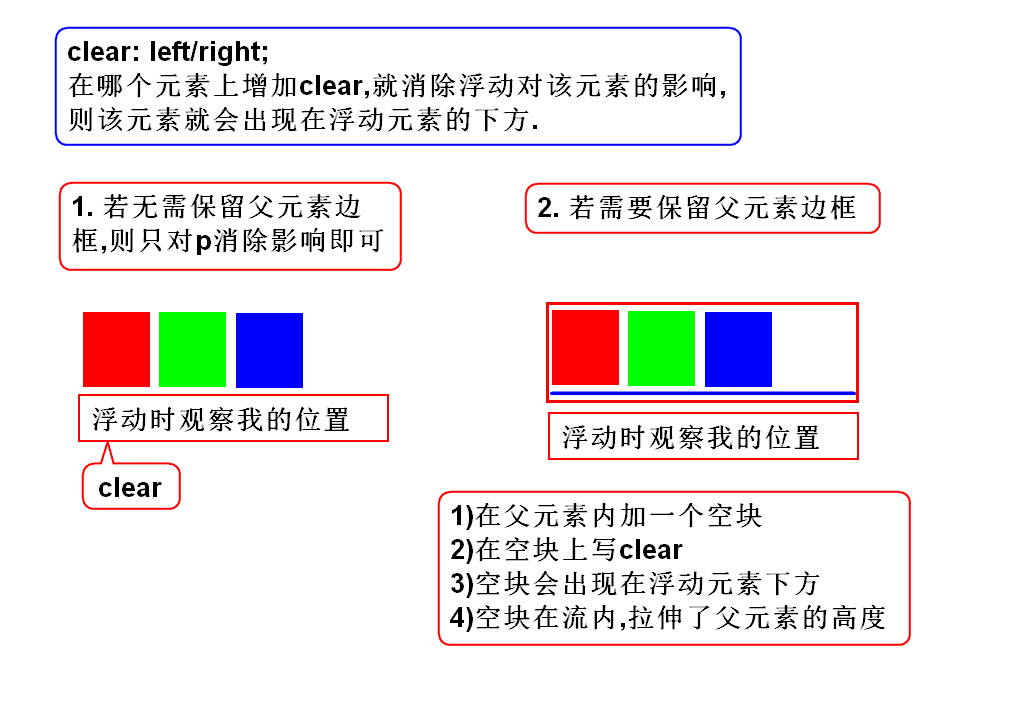 clear: left/right;
在哪个元素上增加clear,就消除浮动对该元素的影响,
则该元素就会出现在浮动元素的下方.
1. 若无需保留父元素边
框,则只对p消除影响即可
2. 若需要保留父元素边框
浮动时观察我的位置
clear
浮动时观察我的位置
1)在父元素内加一个空块
2)在空块上写clear
3)空块会出现在浮动元素下方
4)空块在流内,拉伸了父元素的高度